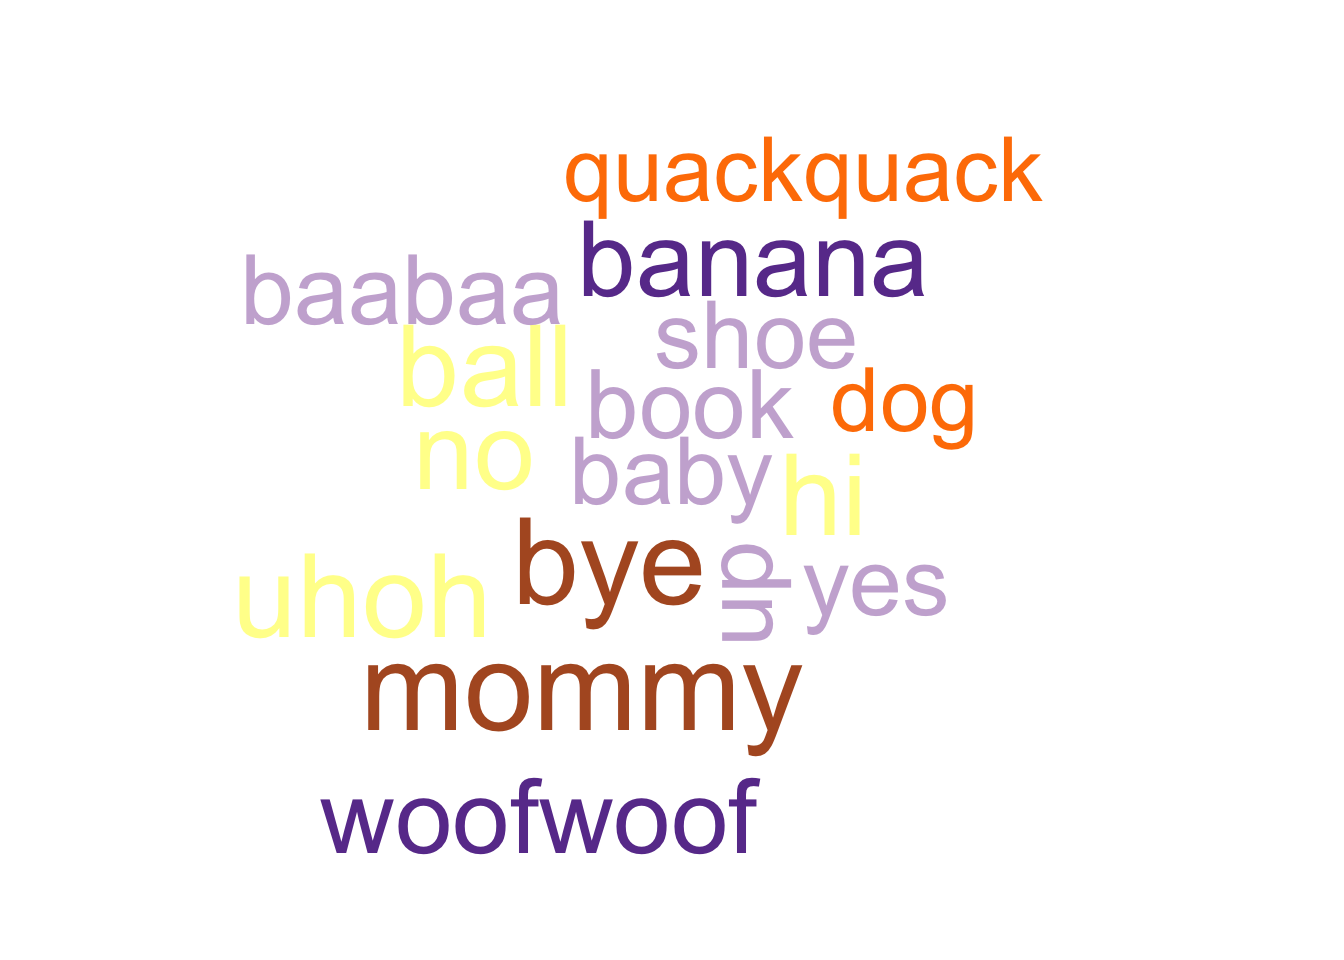 quackquack
banana
baabaa
shoe
ball
book
dog
no
baby
hi
bye
up
yes
uhoh
mommy
woofwoof